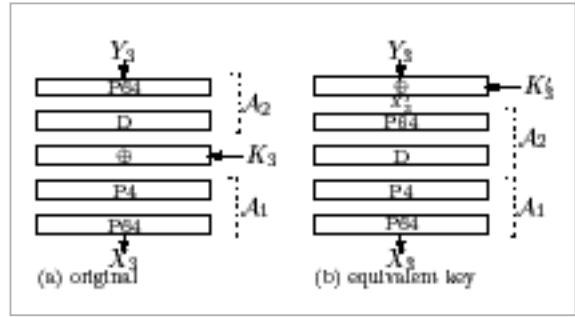 Y3 Y3
P64 ⊕ K'3
X'3
D A2 P64
⊕ K3 D A2
P4 P4
A1 A1
P64 P64
X3 X3
(a) original (b) equivalent key